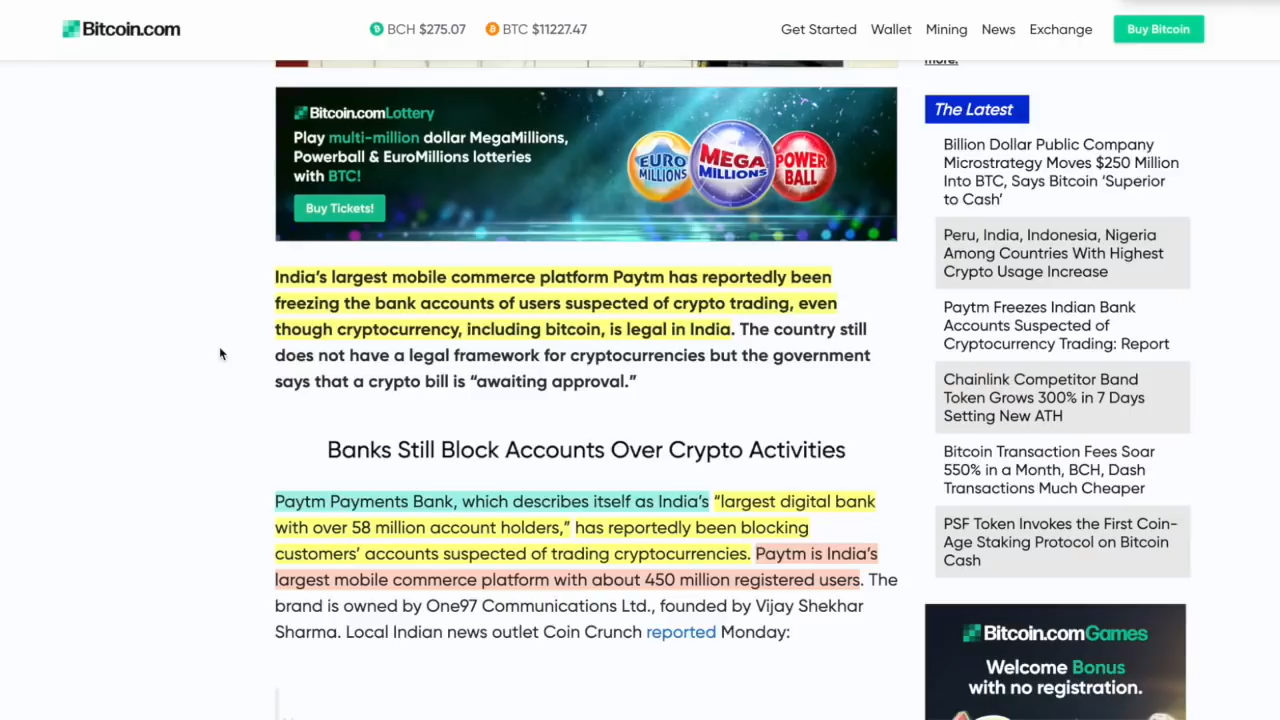 Bitcoin.com
BCH $275.07
BTC $11227.47
Get Started
Wallet
Mining
News
Exchange
Buy Bitcoin
Bitcoin.comLottery
Play multi-million dollar MegaMillions,
Powerball & EuroMillions lotteries
with BTC!
Buy Tickets!
EURO
MILLIONS
MEGA
MILLIONS
POWER
BALL
India's largest mobile commerce platform Paytm has reportedly been
freezing the bank accounts of users suspected of crypto trading, even
though cryptocurrency, including bitcoin, is legal in India. The country still
does not have a legal framework for cryptocurrencies but the government
says that a crypto bill is “awaiting approval.”
Banks Still Block Accounts Over Crypto Activities
Paytm Payments Bank, which describes itself as India's “largest digital bank
with over 58 million account holders,” has reportedly been blocking
customers’ accounts suspected of trading cryptocurrencies. Paytm is India's
largest mobile commerce platform with about 450 million registered users. The
brand is owned by One97 Communications Ltd., founded by Vijay Shekhar
Sharma. Local Indian news outlet Coin Crunch reported Monday:
more.
The Latest
Billion Dollar Public Company
Microstrategy Moves $250 Million
Into BTC, Says Bitcoin ‘Superior
to Cash’
Peru, India, Indonesia, Nigeria
Among Countries With Highest
Crypto Usage Increase
Paytm Freezes Indian Bank
Accounts Suspected of
Cryptocurrency Trading: Report
Chainlink Competitor Band
Token Grows 300% in 7 Days
Setting New ATH
Bitcoin Transaction Fees Soar
550% in a Month, BCH, Dash
Transactions Much Cheaper
PSF Token Invokes the First Coin-
Age Staking Protocol on Bitcoin
Cash
Bitcoin.comGames
Welcome Bonus
with no registration.